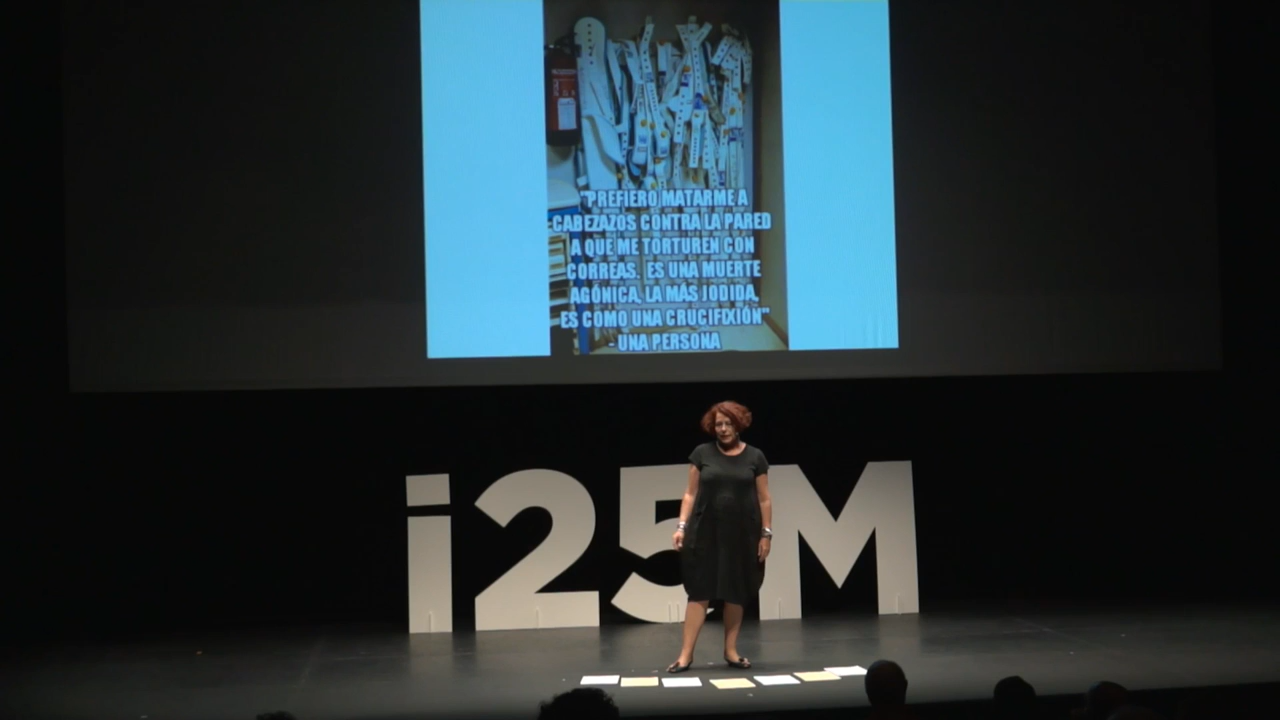 "PREFIERO MATARME A
CABEZAZOS CONTRA LA PARED
A QUE ME TORTUREN CON
CORREAS. ES UNA MUERTE
AGÓNICA, LA MÁS JODIDA,
ES COMO UNA CRUCIFIXIÓN"
- UNA PERSONA
i25M